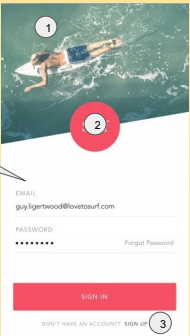 1
2
EMAIL
guy.ligertwood@lovetosurf.com
PASSWORD
Forgot Password
SIGN IN
DON'T HAVE AN ACCOUNT? SIGN UP 3